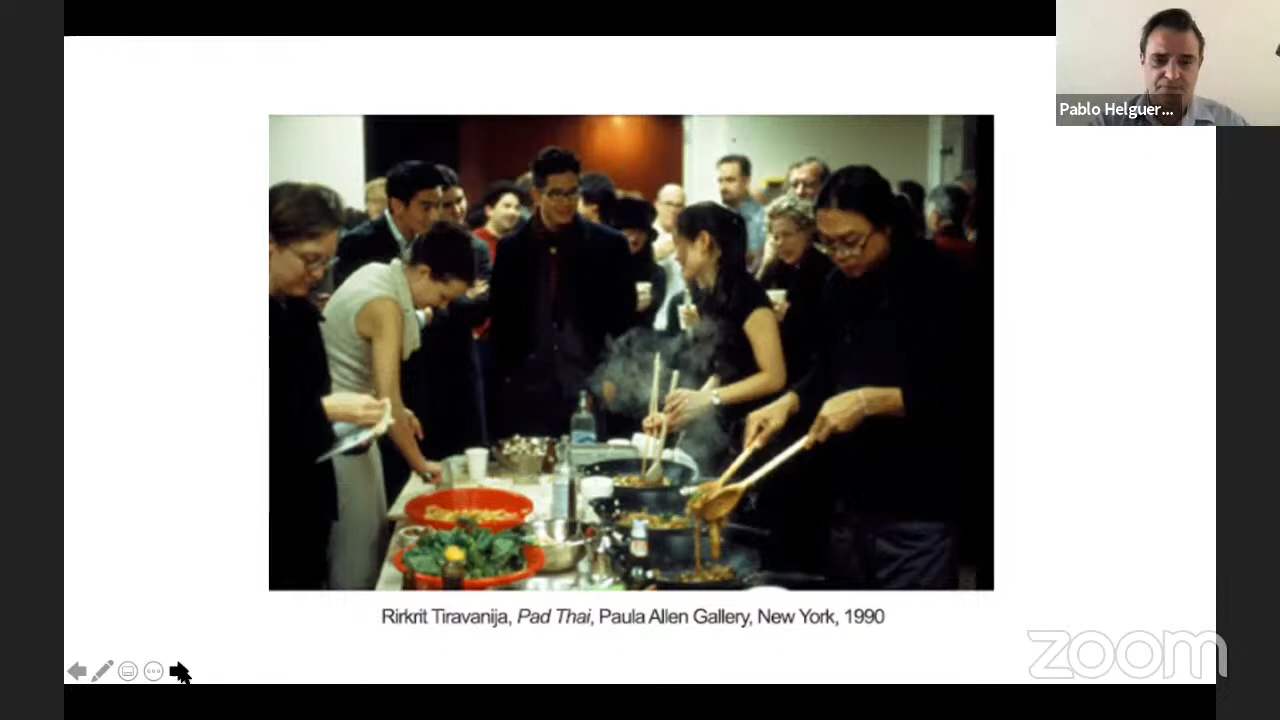 Pablo Helguer...
Rirkrit Tiravanija, Pad Thai, Paula Allen Gallery, New York, 1990
zoom